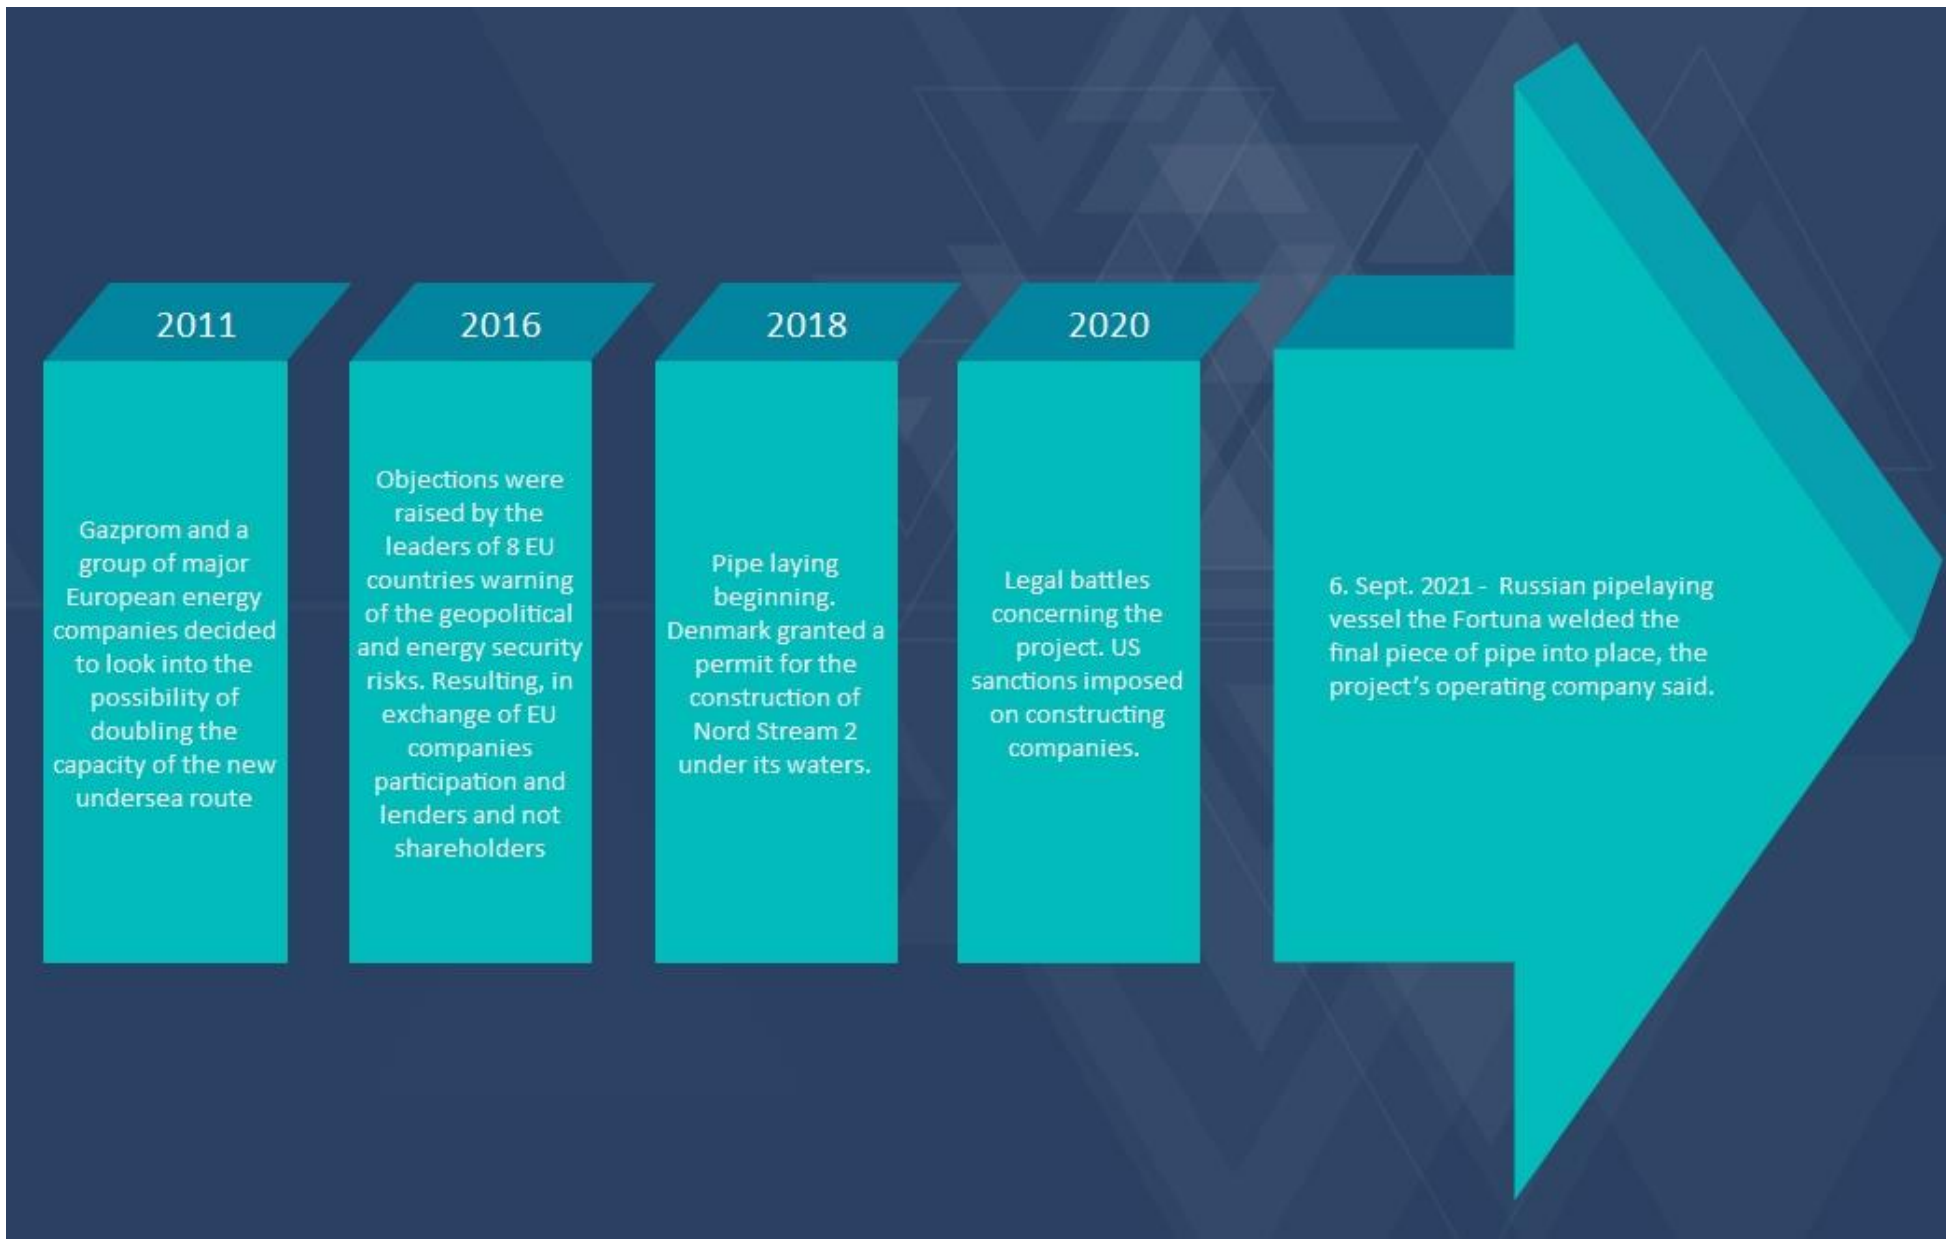 2011
Gazprom and a
group of major
European energy
companies decided
to look into the
possibility of
doubling the
capacity of the new
undersea route
2016
Objections were
raised by the
leaders of 8 EU
countries warning
of the geopolitical
and energy security
risks. Resulting, in
exchange of EU
companies
participation and
lenders and not
shareholders
2018
Pipe laying
beginning.
Denmark granted a
permit for the
construction of
Nord Stream 2
under its waters.
2020
Legal battles
concerning the
project. US
sanctions imposed
on constructing
companies.
6. Sept. 2021 - Russian pipelaying
vessel the Fortuna welded the
final piece of pipe into place, the
project’s operating company said.